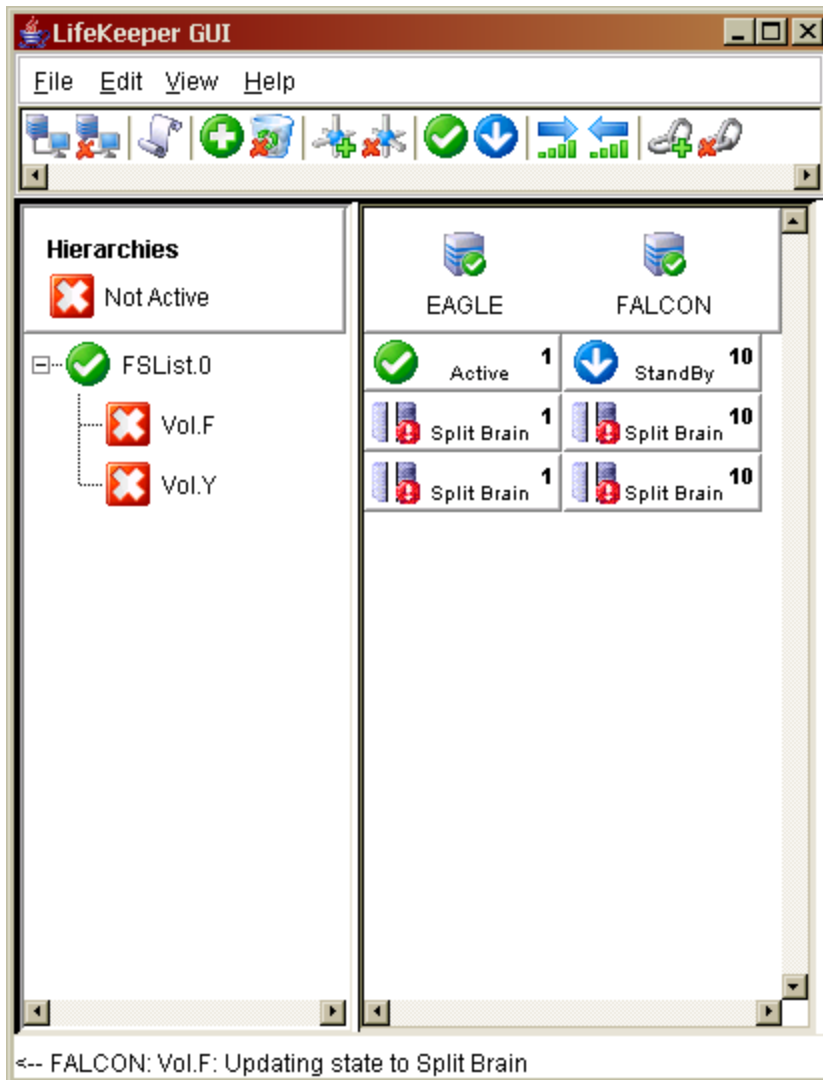 LifeKeeper GUI
File Edit View Help
Hierarchies
Not Active
EAGLE FALCON
FSList.0
Active 1 StandBy 10
Vol.F
Split Brain 1 Split Brain 10
Vol.Y
Split Brain 1 Split Brain 10
<-- FALCON: Vol.F: Updating state to Split Brain